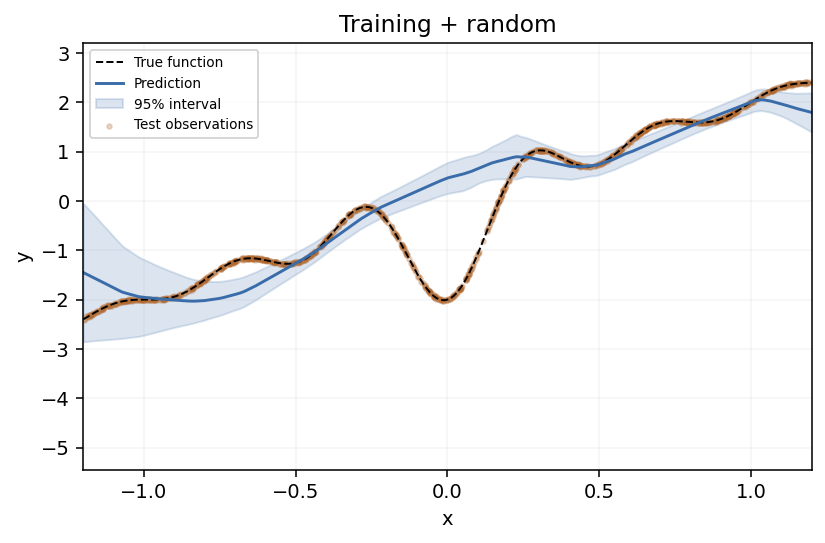 Training + random
True function
Prediction
95% interval
Test observations
3
2
1
0
−1
−2
−3
−4
−5
y
−1.0
−0.5
0.0
0.5
1.0
x